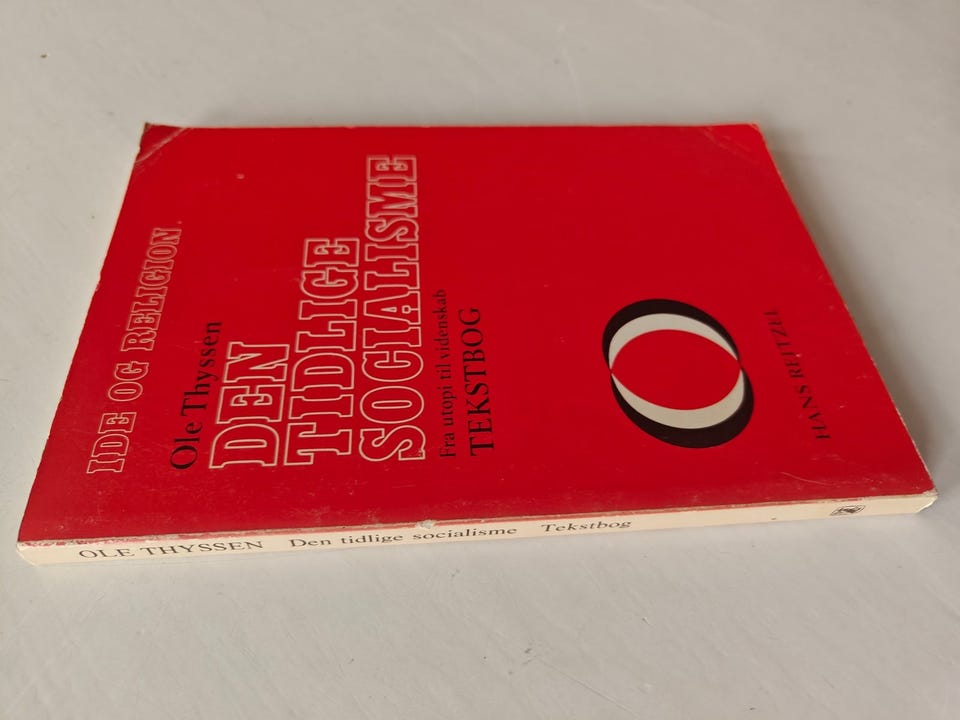 IDE OG RELIGION
Ole Thyssen
DEN
TIDLIGE
SOCIALISME
Fra utopi til videnskab
TEKSTBOG
HANS REITZEL
OLE THYSSEN Den tidlige socialisme Tekstbog